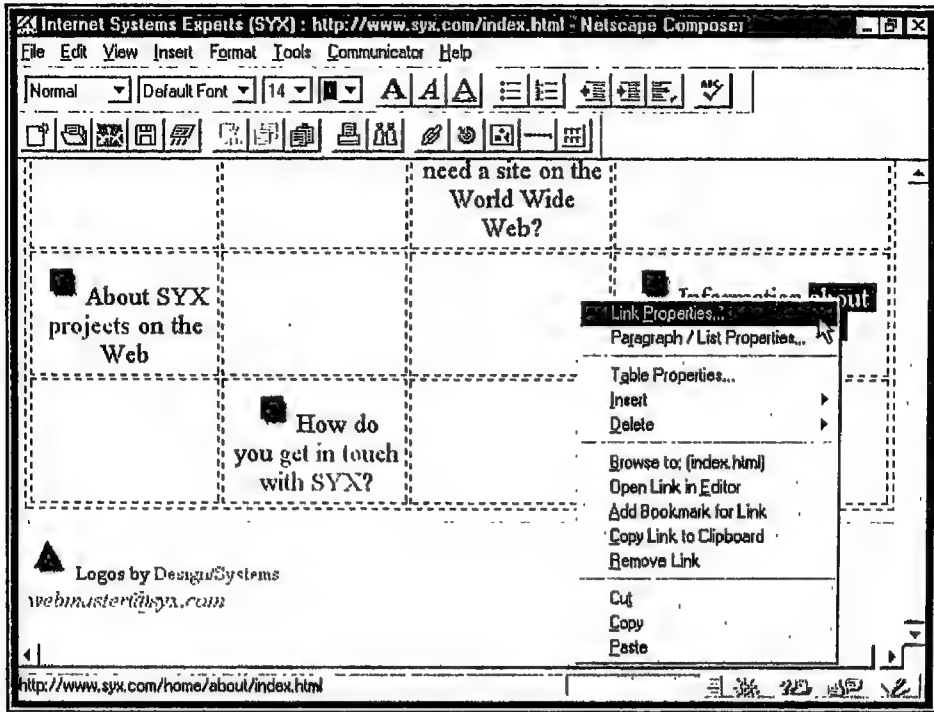 Internet Systems Experts (SYX) : http://www.syx.com/index.html - Netscape Composer
File Edit View Insert Format Tools Communicator Help
Normal Default Font 14 A A A ABC
need a site on the
World Wide
Web?
About SYX
projects on the
Web
Information about
How do
you get in touch
with SYX?
Link Properties...
Paragraph / List Properties...
Table Properties...
Insert
Delete
Browse to: (index.html)
Open Link in Editor
Add Bookmark for Link
Copy Link to Clipboard
Remove Link
Cut
Copy
Paste
Logos by Design/Systems
webmaster@syx.com
http://www.syx.com/home/about/index.html